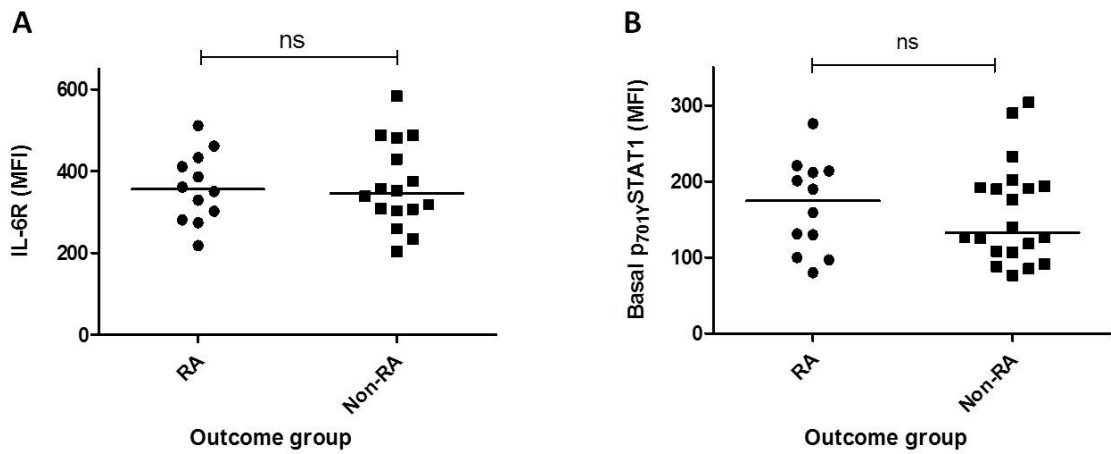 A
ns
IL-6R (MFI)
600
400
200
0
RA
Non-RA
Outcome group
B
ns
Basal p701YSTAT1 (MFI)
300
200
100
0
RA
Non-RA
Outcome group